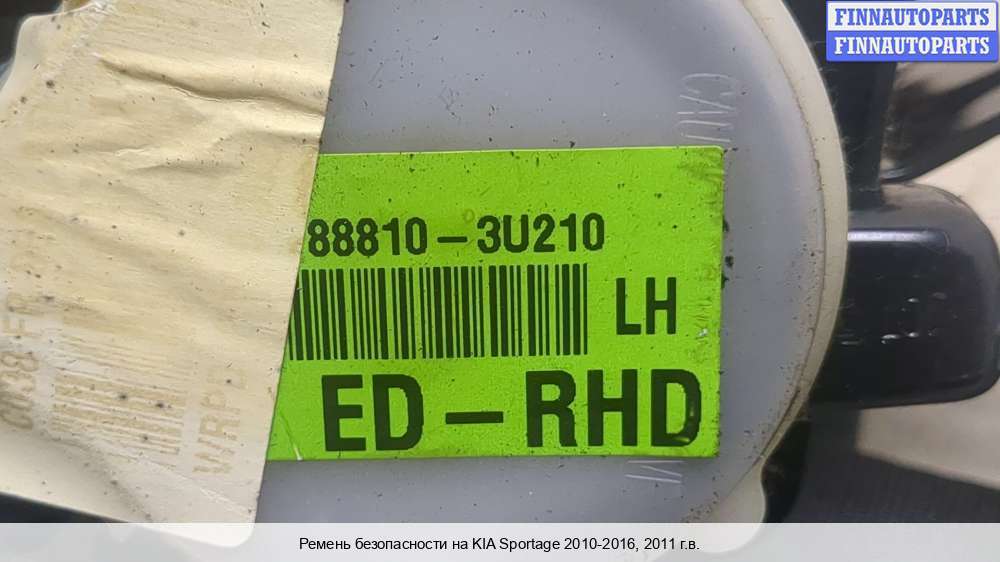 FINNAUTOPARTS
FINNAUTOPARTS
88810-3U210
LH
ED-RHD
Ремень безопасности на KIA Sportage 2010-2016, 2011 г.в.